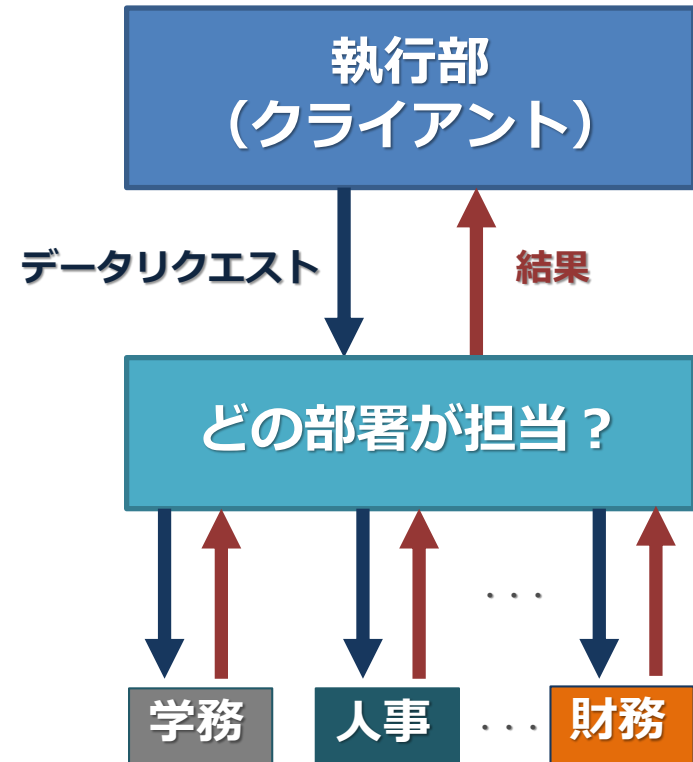 執行部
（クライアント）
データリクエスト
結果
どの部署が担当？
・・・
学務
人事
・・・
財務